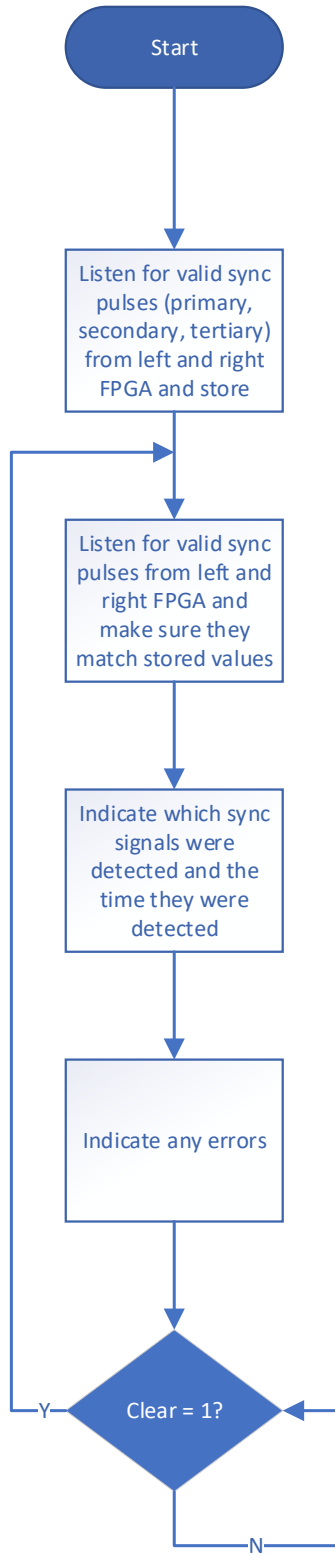 Start
Listen for valid sync
pulses (primary,
secondary, tertiary)
from left and right
FPGA and store
Listen for valid sync
pulses from left and
right FPGA and
make sure they
match stored values
Indicate which sync
signals were
detected and the
time they were
detected
Indicate any errors
Y
Clear = 1?
N